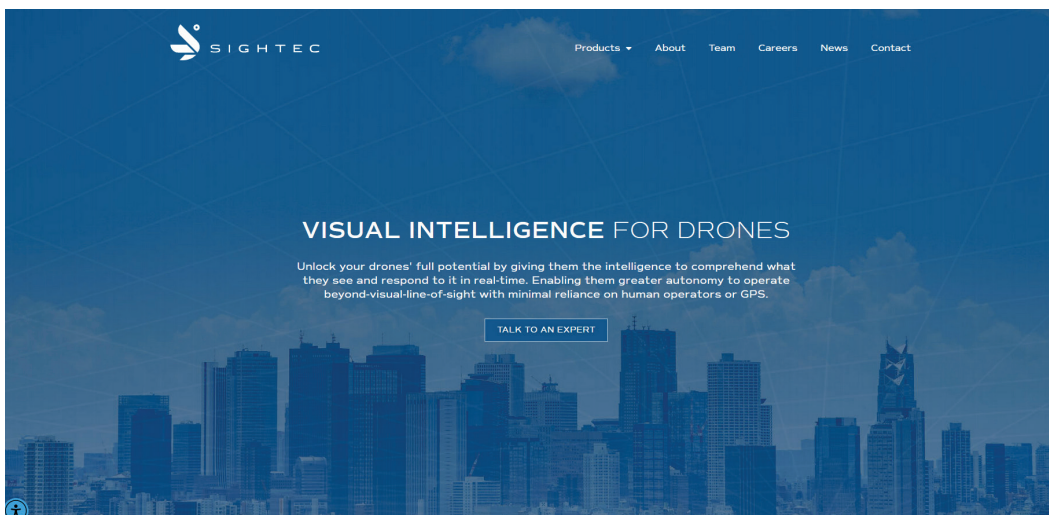 SIGHTEC
Products About Team Careers News Contact
VISUAL INTELLIGENCE FOR DRONES
Unlock your drones' full potential by giving them the intelligence to comprehend what
they see and respond to it in real-time. Enabling them greater autonomy to operate
beyond-visual-line-of-sight with minimal reliance on human operators or GPS.
TALK TO AN EXPERT